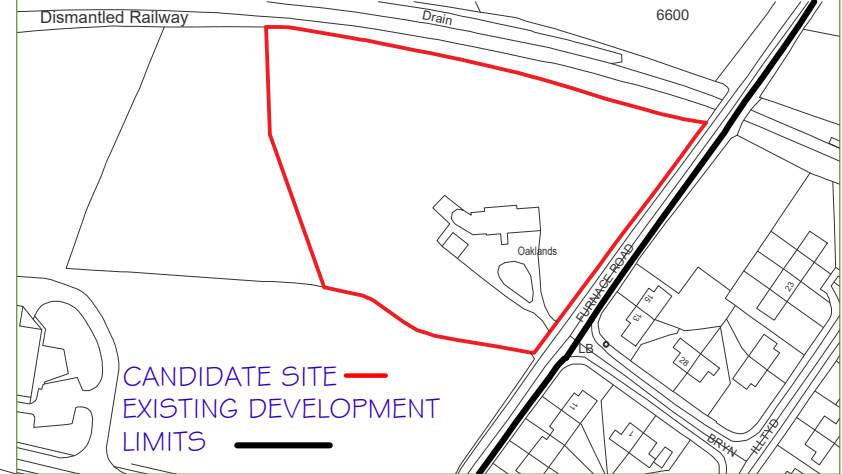 Dismantled Railway
Drain
6600
Oaklands
FURNACE ROAD
15
13
23
28
LB
11
1
BRYN ILLTYD
CANDIDATE SITE
EXISTING DEVELOPMENT
LIMITS